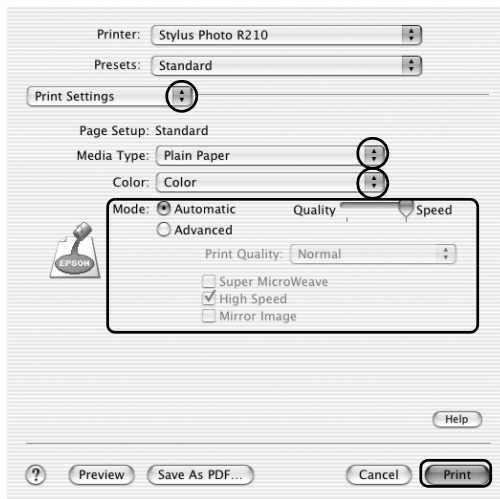 Printer: Stylus Photo R210
Presets: Standard
Print Settings
Page Setup: Standard
Media Type: Plain Paper
Color: Color
Mode: Automatic Quality Speed
Advanced
Print Quality: Normal
Super MicroWeave
High Speed
Mirror Image
EPSON
Help
? Preview Save As PDF... Cancel Print